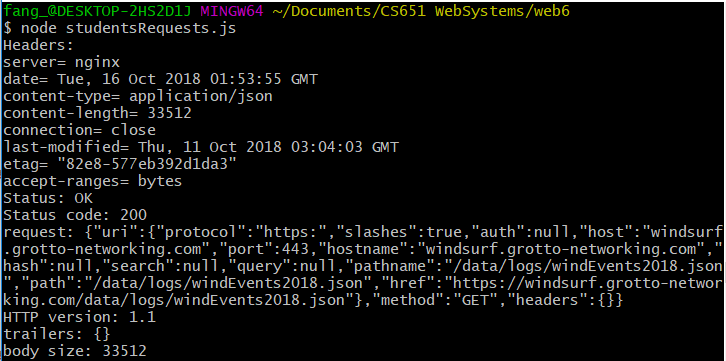 fang_@DESKTOP-2HS2D1J MINGW64 ~/Documents/CS651 WebSystems/web6
$ node studentsRequests.js
Headers:
server= nginx
date= Tue, 16 Oct 2018 01:53:55 GMT
content-type= application/json
content-length= 33512
connection= close
last-modified= Thu, 11 Oct 2018 03:04:03 GMT
etag= "82e8-577eb392d1da3"
accept-ranges= bytes
Status: OK
Status code: 200
request: {"uri":{"protocol":"https:","slashes":true,"auth":null,"host":"windsurf
.grotto-networking.com","port":443,"hostname":"windsurf.grotto-networking.com","
hash":null,"search":null,"query":null,"pathname":"/data/logs/windEvents2018.json
","path":"/data/logs/windEvents2018.json","href":"https://windsurf.grotto-networ
king.com/data/logs/windEvents2018.json"},"method":"GET","headers":{}}
HTTP version: 1.1
trailers: {}
body size: 33512